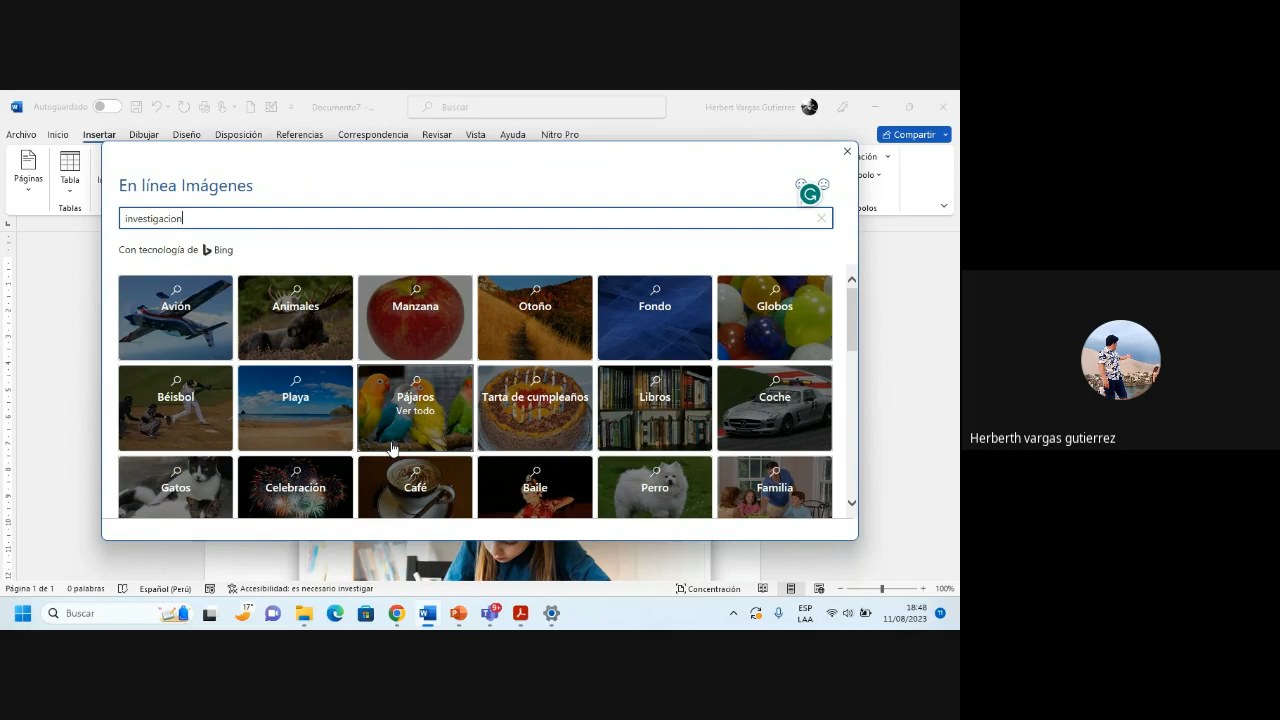 Autoguardado
Documento7 -...
Buscar
Herbert Vargas Gutierrez
Archivo Inicio Insertar Dibujar Diseño Disposición Referencias Correspondencia Revisar Vista Ayuda Nitro Pro
Compartir
Páginas
Tabla
Tablas
En línea Imágenes
investigacion
Con tecnología de Bing
Avión Animales Manzana Otoño Fondo Globos
Béisbol Playa Pájaros Tarta de cumpleaños Libros Coche
Ver todo
Gatos Celebración Café Baile Perro Familia
Herberth vargas gutierrez
Página 1 de 1 0 palabras Español (Perú) Accesibilidad: es necesario investigar Concentración 100%
Buscar
17°
9+
ESP
LAA
18:48
11/08/2023